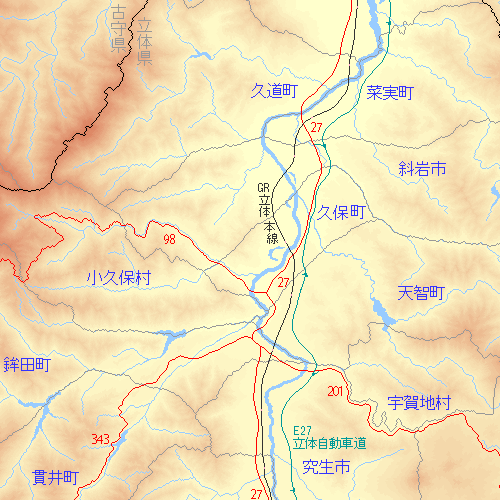 古守県
立体県
久道町
菜実町
27
斜岩市
GR
立体
本線
久保町
98
小久保村
27
天智町
鉾田町
201
宇賀地村
343
E27
立体自動車道
貫井町
究生市
27